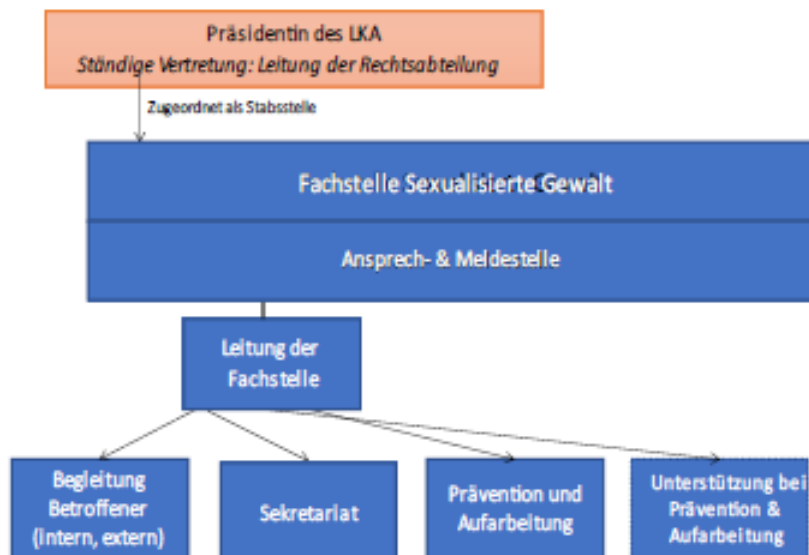 Präsidentin des LKA
Ständige Vertretung: Leitung der Rechtsabteilung
Zugeordnet als Stabsstelle
Fachstelle Sexualisierte Gewalt
Ansprech- & Meldestelle
Leitung der
Fachstelle
Begleitung
Betroffener
(intern, extern)
Sekretariat
Prävention und
Aufarbeitung
Unterstützung bei
Prävention &
Aufarbeitung